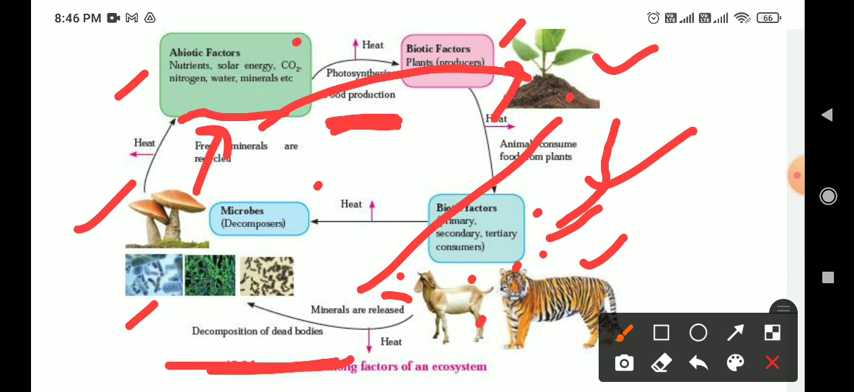 8:46 PM
66
Abiotic Factors
Nutrients, solar energy, CO₂,
nitrogen, water, minerals etc
Heat
Photosynthesis
production
Biotic Factors
Plants (producers)
Heat
Animals consume
food from plants
Heat
minerals are
recycled
Microbes
(Decomposers)
Heat
factors
secondary, tertiary
consumers)
Minerals are released
Decomposition of dead bodies
Heat
factors of an ecosystem